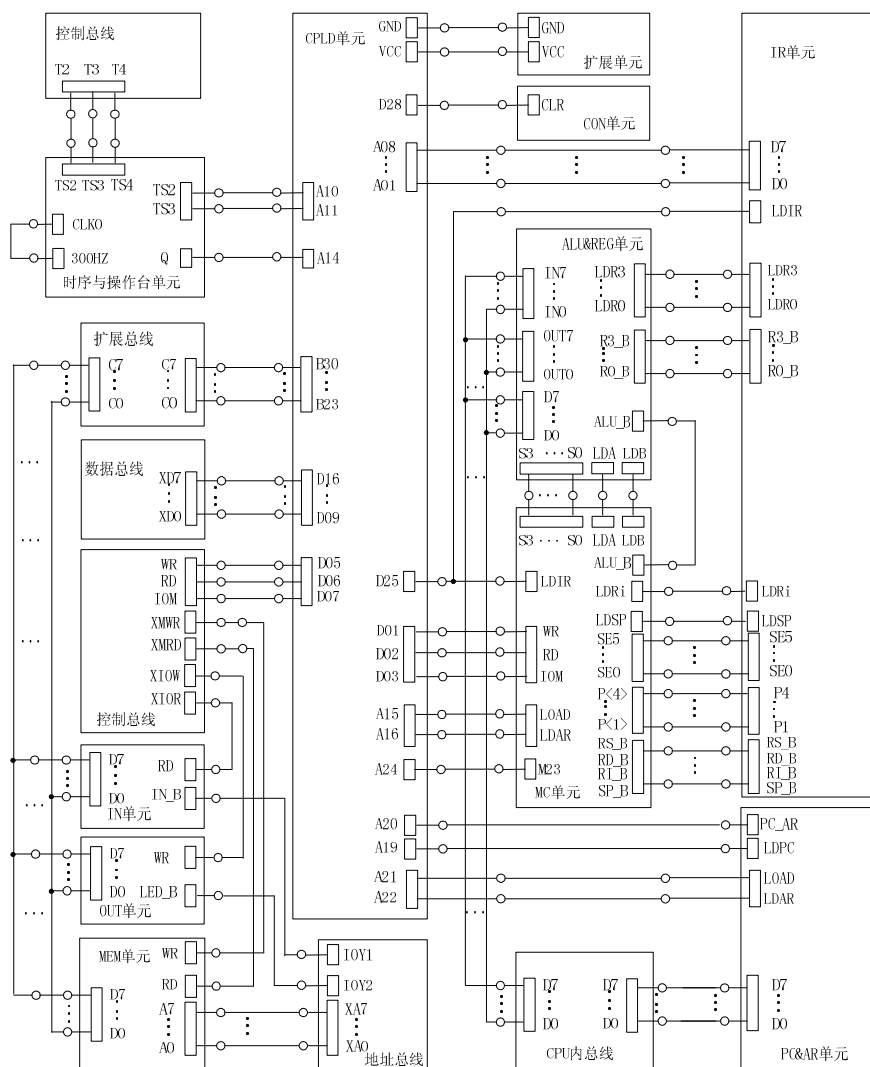 控制总线
T2 T3 T4
TS2 TS3 TS4
TS2
TS3
CLK0
300HZ
Q
时序与操作台单元
CPLD单元
GND
VCC
D28
A08
A01
A10
A11
A14
GND
VCC
扩展单元
CLR
CON单元
IR单元
D7
D0
LDIR
ALU&REG单元
IN7
IN0
OUT7
OUT0
D7
D0
LDR3
LDR0
R3_B
R0_B
ALU_B
S3 ··· S0 LDA LDB
LDR3
LDR0
R3_B
R0_B
扩展总线
C7
C0
C7
C0
B30
B23
数据总线
XD7
XD0
D16
D09
WR
RD
IOM
XMWR
XMRD
XIOW
XIOR
控制总线
D05
D06
D07
D25
D01
D02
D03
A15
A16
A24
A20
A19
A21
A22
S3 ··· S0 LDA LDB
ALU_B
LDIR
LDRi
LDSP
WR
RD
IOM
SE5
SE0
LOAD
LDAR
P<4>
P<1>
M23
RS_B
RD_B
RI_B
SP_B
MC单元
LDRi
LDSP
SE5
SE0
P4
P1
RS_B
RD_B
RI_B
SP_B
D7
D0
RD
IN_B
IN单元
D7
D0
WR
LED_B
OUT单元
MEM单元
WR
RD
D7
D0
A7
A0
IOY1
IOY2
XA7
XA0
地址总线
PC_AR
LDPC
LOAD
LDAR
D7
D0
D7
D0
CPU内总线
D7
D0
PC&AR单元